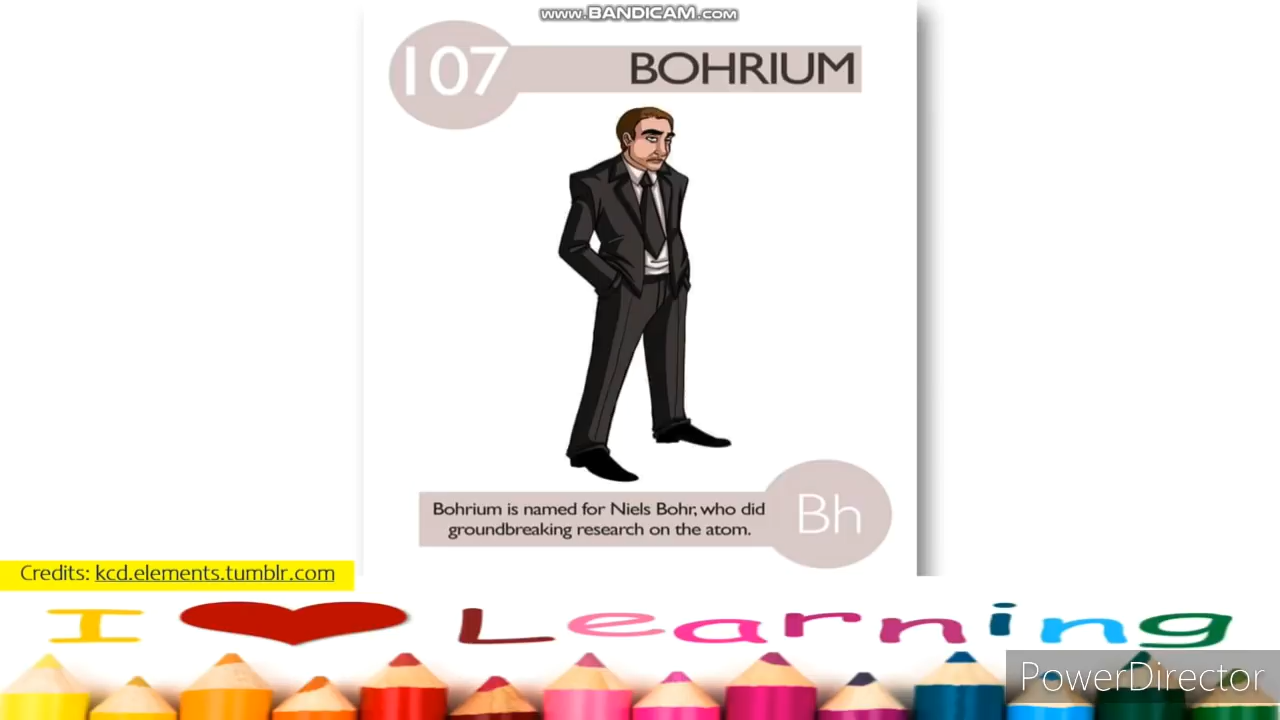 www.BANDICAM.com
107
BOHRIUM
Bohrium is named for Niels Bohr, who did
groundbreaking research on the atom.
Bh
Credits: kcd.elements.tumblr.com
I Learning
PowerDirector